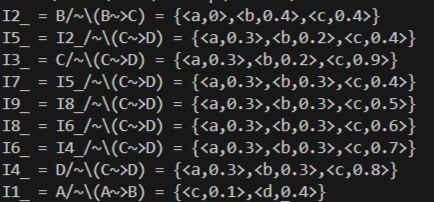 I2_ = B/~\(B~>C) = {<a,0>,<b,0.4>,<c,0.4>}
I5_ = I2_/~\(C~>D) = {<a,0.3>,<b,0.2>,<c,0.4>}
I3_ = C/~\(C~>D) = {<a,0.3>,<b,0.2>,<c,0.9>}
I7_ = I5_/~\(C~>D) = {<a,0.3>,<b,0.3>,<c,0.4>}
I9_ = I8_/~\(C~>D) = {<a,0.3>,<b,0.3>,<c,0.5>}
I8_ = I6_/~\(C~>D) = {<a,0.3>,<b,0.3>,<c,0.6>}
I6_ = I4_/~\(C~>D) = {<a,0.3>,<b,0.3>,<c,0.7>}
I4_ = D/~\(C~>D) = {<a,0.3>,<b,0.3>,<c,0.8>}
I1_ = A/~\(A~>B) = {<c,0.1>,<d,0.4>}